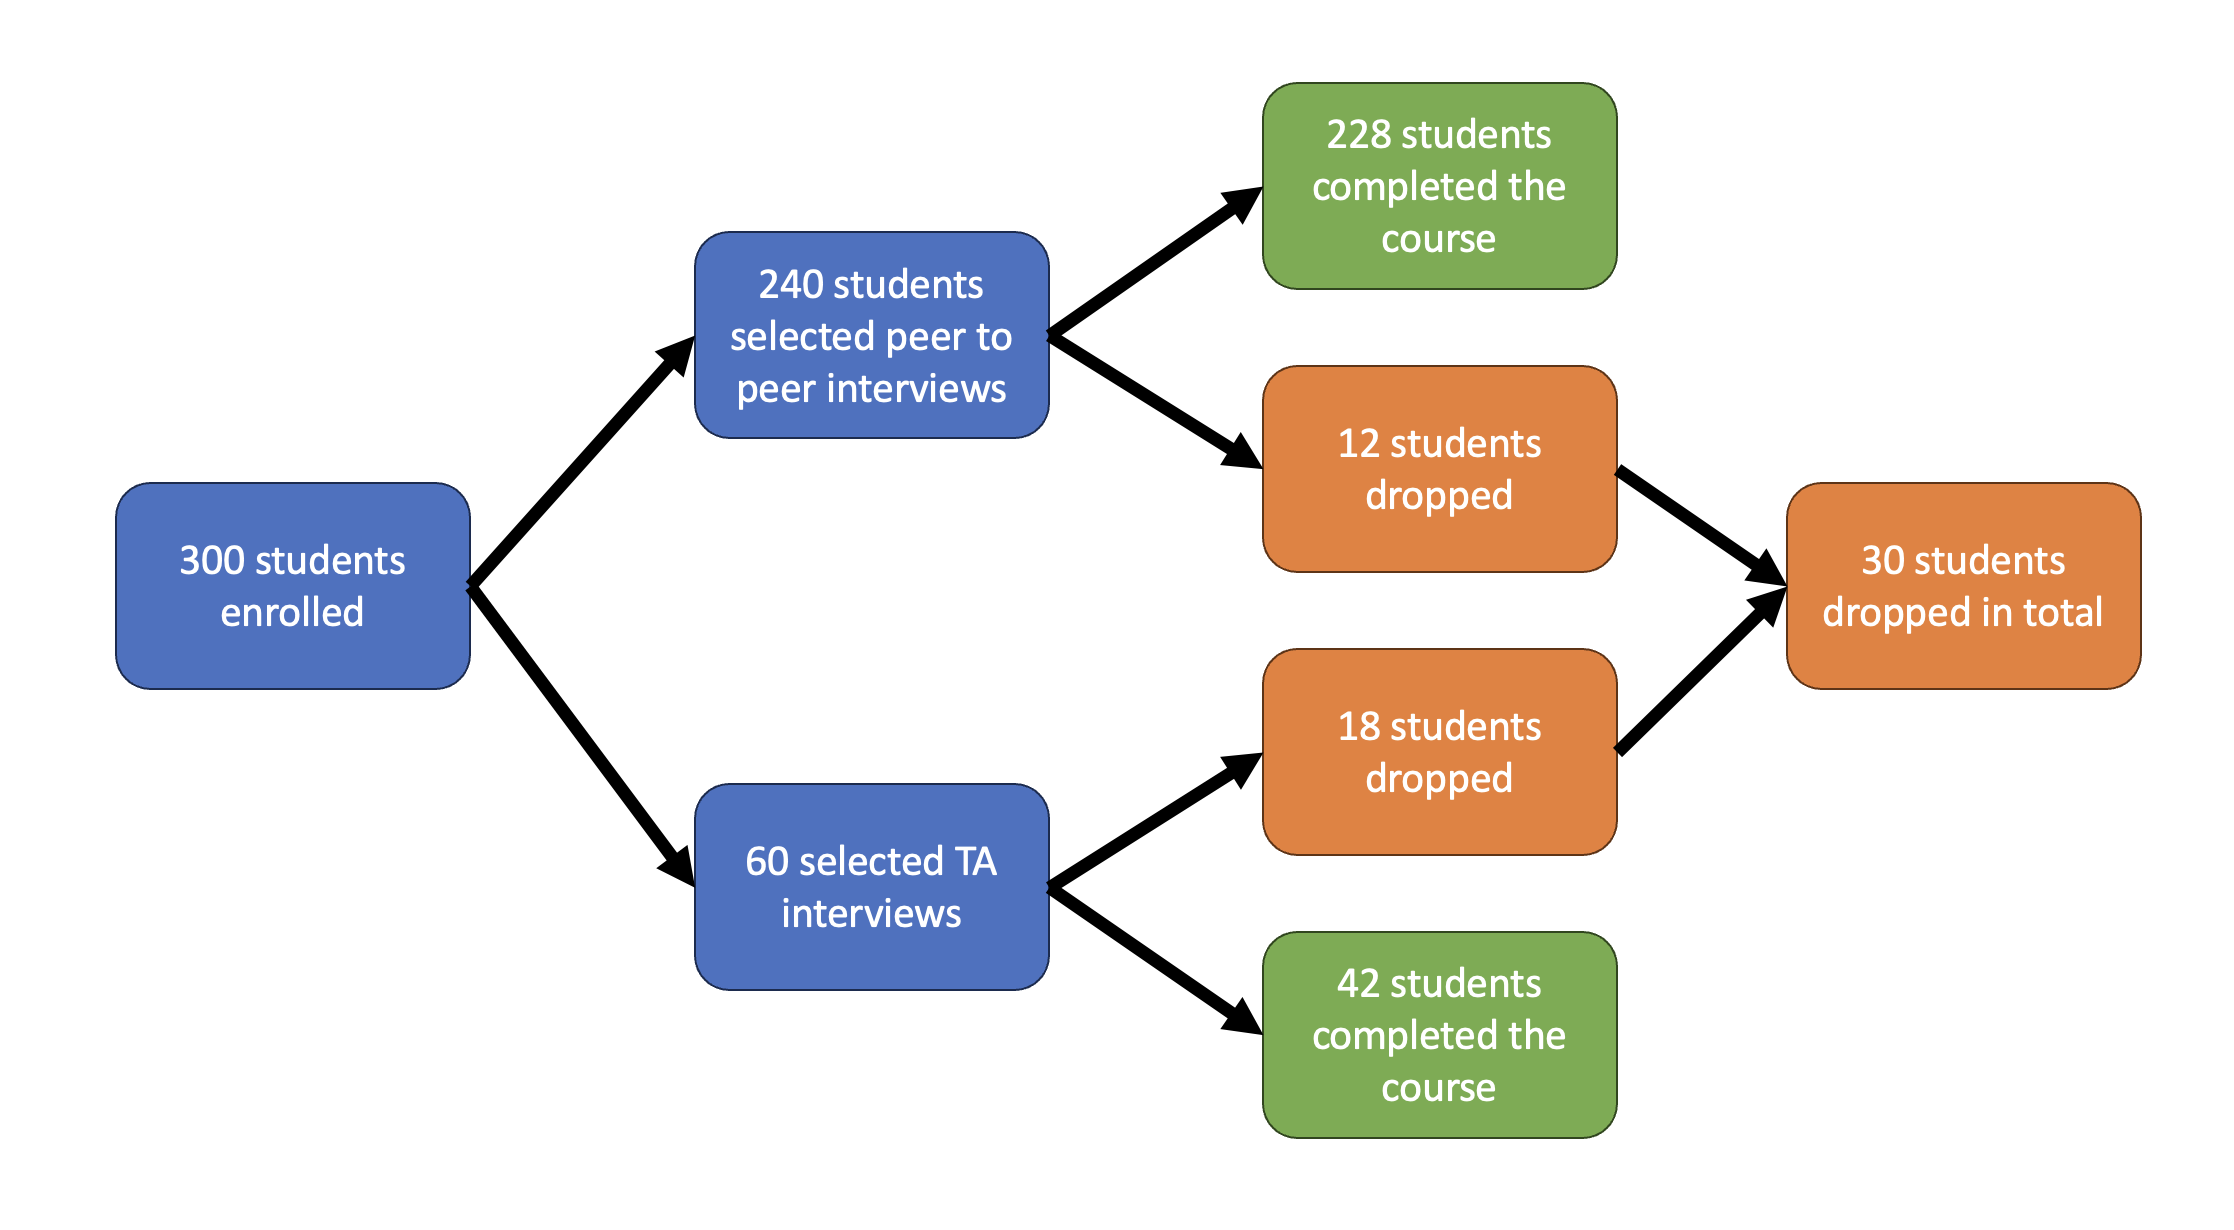 300 students
enrolled
240 students
selected peer to
peer interviews
60 selected TA
interviews
228 students
completed the
course
12 students
dropped
18 students
dropped
42 students
completed the
course
30 students
dropped in total